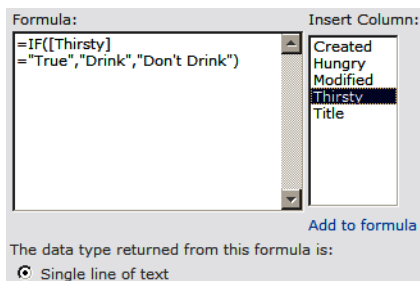 Formula:
=IF([Thirsty]
="True","Drink","Don't Drink")
Insert Column:
Created
Hungry
Modified
Thirsty
Title
Add to formula
The data type returned from this formula is:
Single line of text